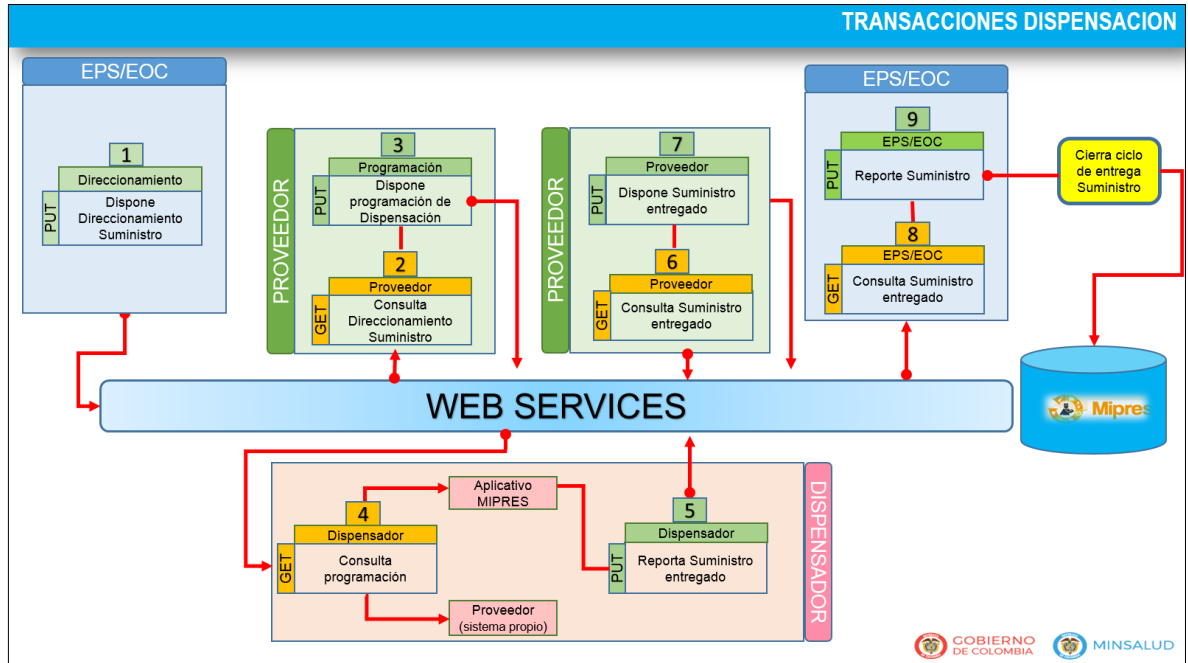 TRANSACCIONES DISPENSACION
EPS/EOC
1
Direccionamiento
PUT
Dispone
Direccionamiento
Suministro
PROVEEDOR
3
Programación
PUT
Dispone
programación de
Dispensación
2
Proveedor
GET
Consulta
Direccionamiento
Suministro
PROVEEDOR
7
Proveedor
PUT
Dispone Suministro
entregado
6
Proveedor
GET
Consulta Suministro
entregado
EPS/EOC
9
EPS/EOC
PUT
Reporte Suministro
8
EPS/EOC
GET
Consulta Suministro
entregado
Cierra ciclo
de entrega
Suministro
Mipres
WEB SERVICES
DISPENSADOR
4
Dispensador
GET
Consulta
programación
Aplicativo
MIPRES
Proveedor
(sistema propio)
5
Dispensador
PUT
Reporta Suministro
entregado
GOBIERNO
DE COLOMBIA
MINSALUD